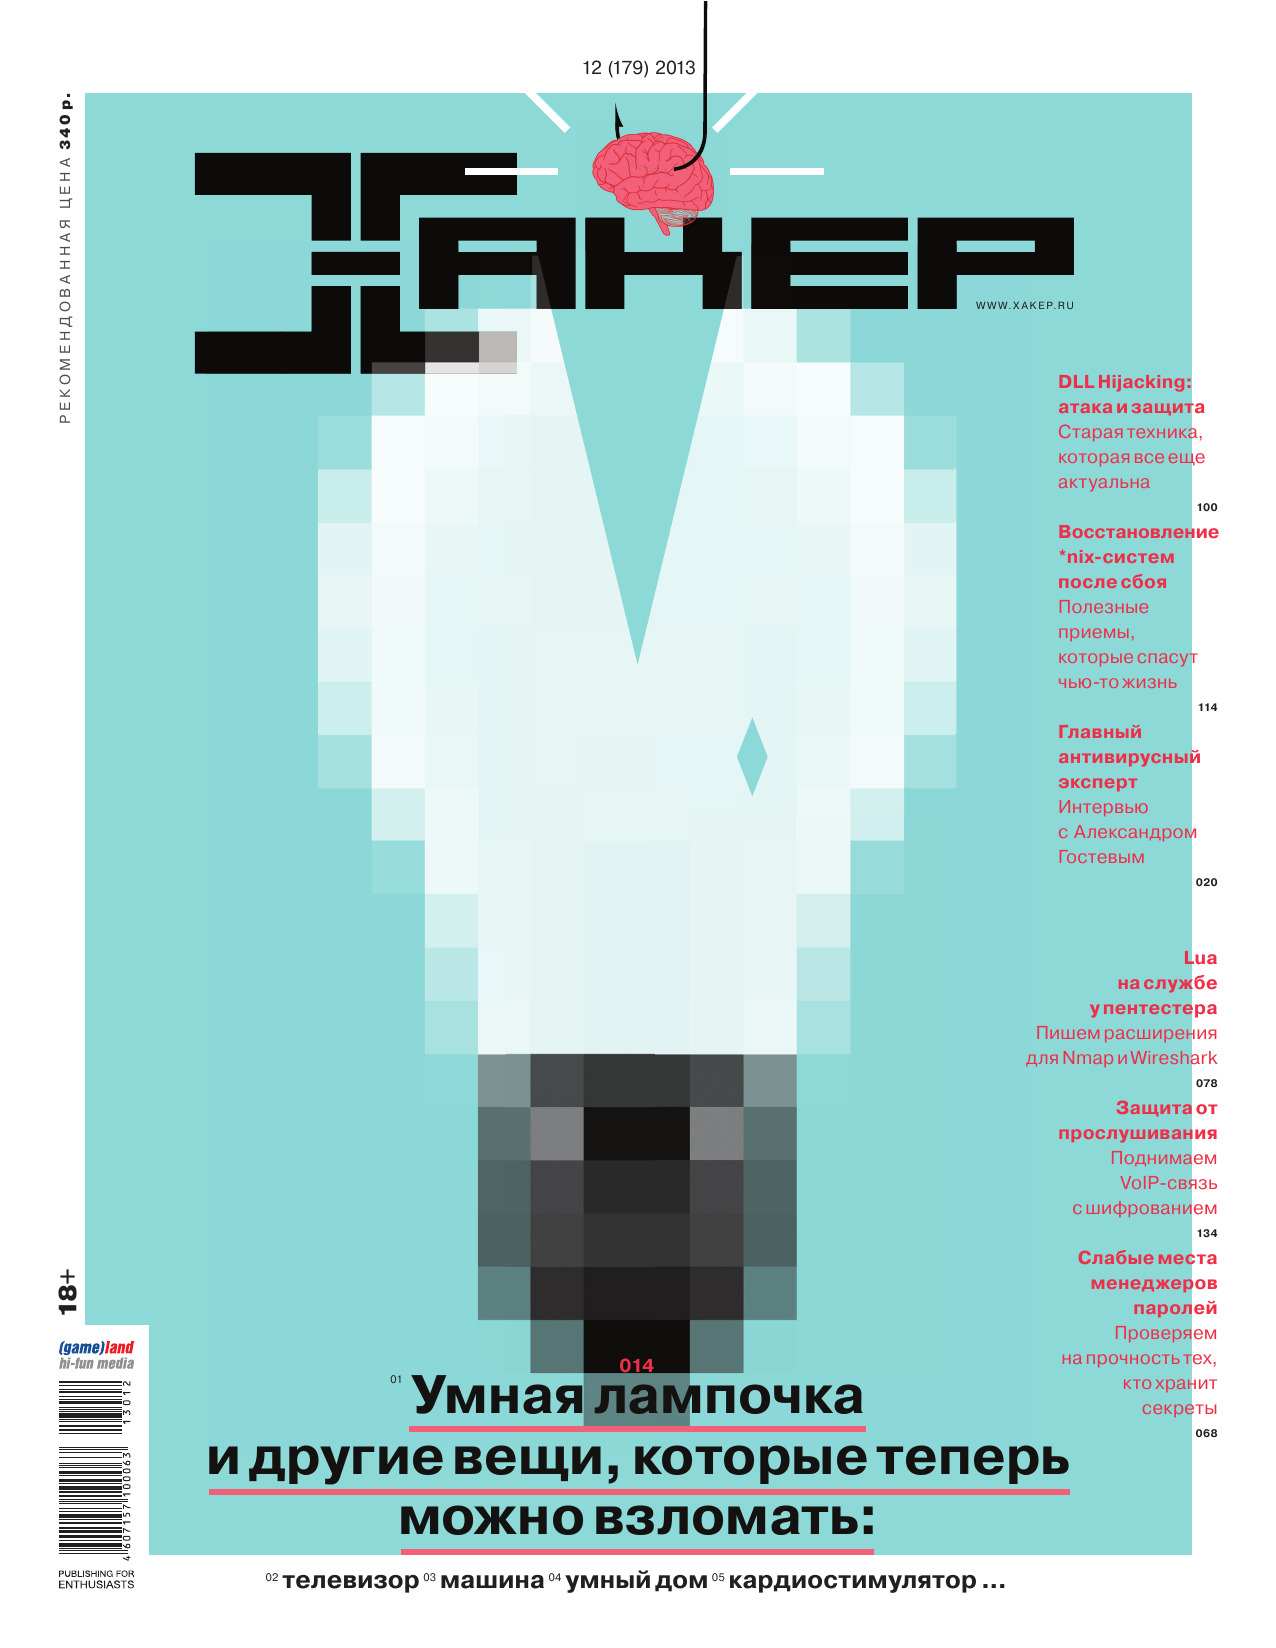 12 (179) 2013
РЕКОМЕНДОВАННАЯ ЦЕНА 340 р.
ХАКЕР
WWW.XAKEP.RU
DLL Hijacking:
атака и защита
Старая техника,
которая все еще
актуальна
100
Восстановление
*nix-систем
после сбоя
Полезные
приемы,
которые спасут
чью-то жизнь
114
Главный
антивирусный
эксперт
Интервью
с Александром
Гостевым
020
Lua
на службе
у пентестера
Пишем расширения
для Nmap и Wireshark
078
Защита от
прослушивания
Поднимаем
VoIP-связь
с шифрованием
134
Слабые места
менеджеров
паролей
Проверяем
на прочность тех,
кто хранит
секреты
068
18+
(game)land
hi-fun media
13012
4 607157 100063
PUBLISHING FOR
ENTHUSIASTS
014
01 Умная лампочка
и другие вещи, которые теперь
можно взломать:
02 телевизор 03 машина 04 умный дом 05 кардиостимулятор ...